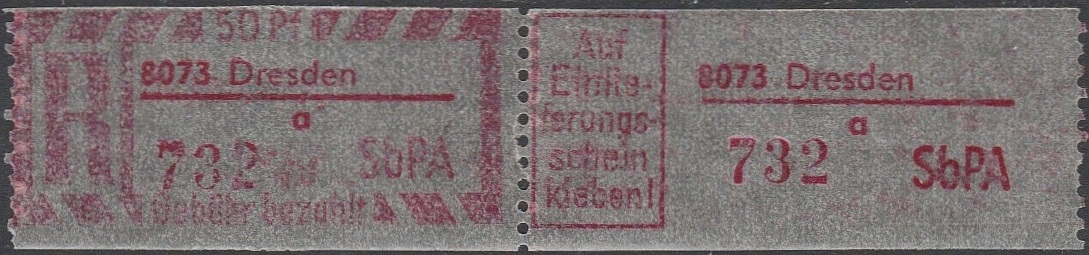 50 Pf
R
8073 Dresden
a
732 SbPA
Gebühr bezahlt
Auf
Einlie-
ferungs-
schein
kleben!
8073 Dresden
a
732 SbPA